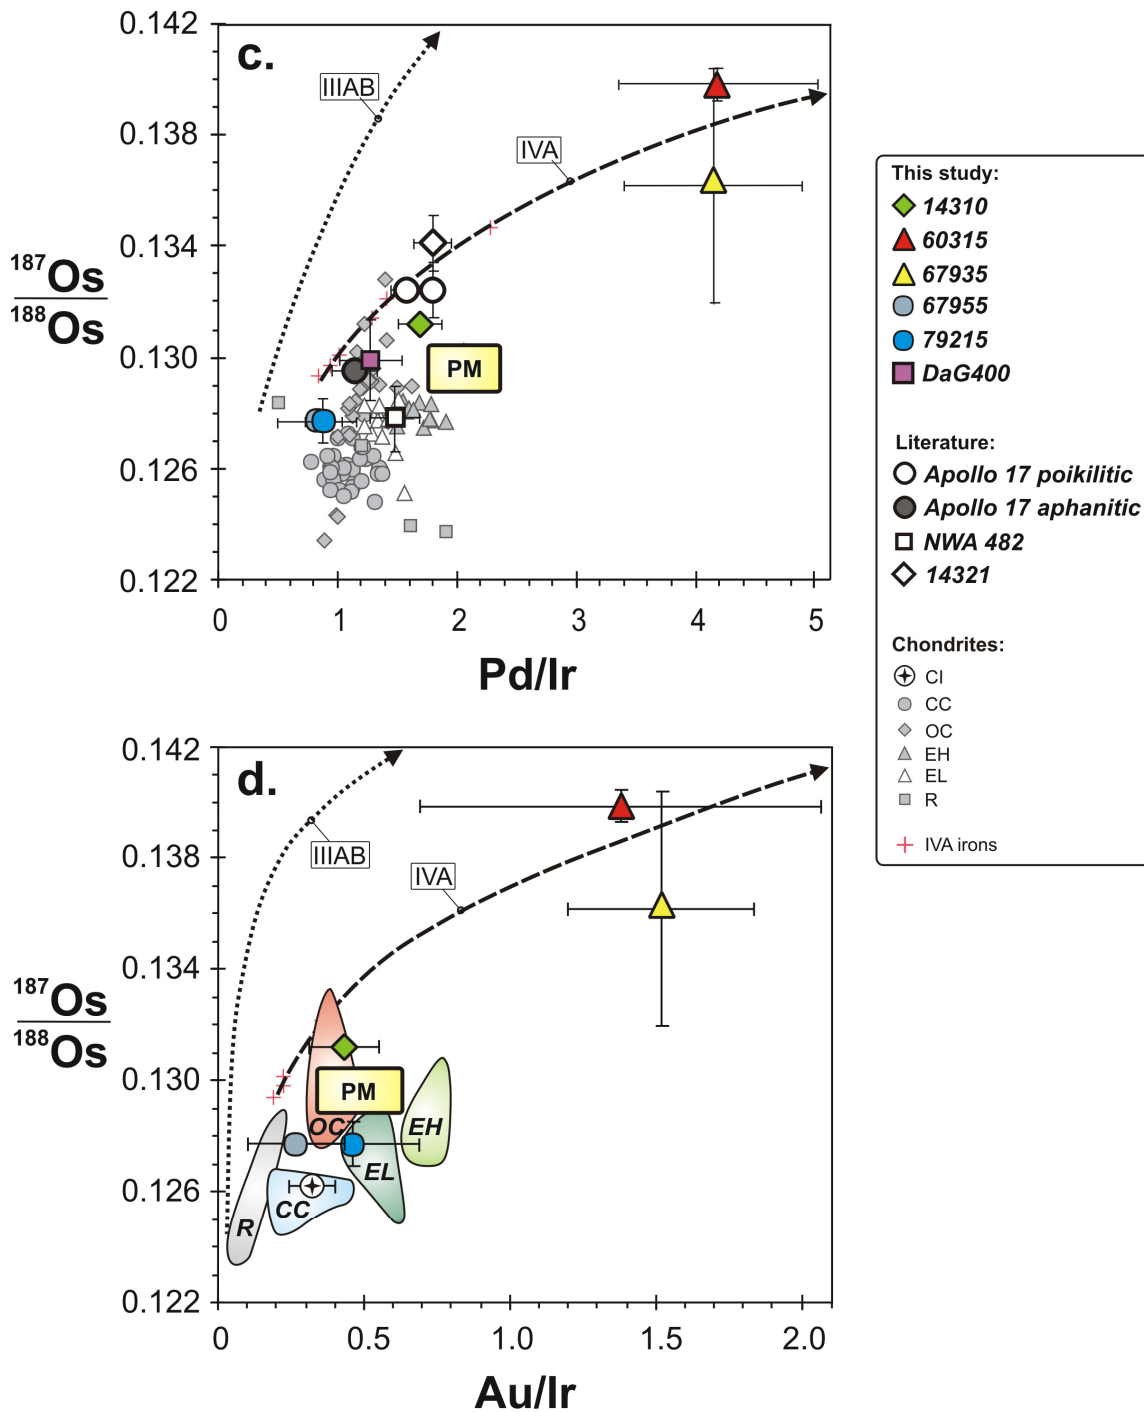 c.
0.142
0.138
0.134
0.130
0.126
0.122
187Os
188Os
IIIAB
IVA
PM
0 1 2 3 4 5
Pd/Ir
This study:
14310
60315
67935
67955
79215
DaG400
Literature:
Apollo 17 poikilitic
Apollo 17 aphanitic
NWA 482
14321
Chondrites:
CI
CC
OC
EH
EL
R
IVA irons
d.
0.142
0.138
0.134
0.130
0.126
0.122
187Os
188Os
IIIAB
IVA
PM
OC
EH
EL
CC
R
0 0.5 1.0 1.5 2.0
Au/Ir